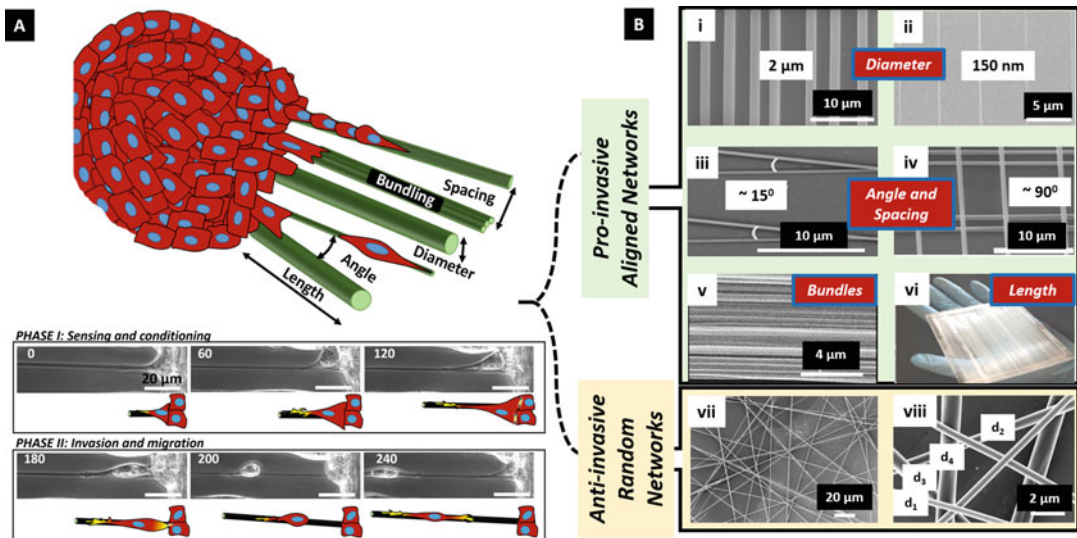 A
Bundling
Spacing
Diameter
Angle
Length
PHASE I: Sensing and conditioning
0
60
120
20 µm
PHASE II: Invasion and migration
180
200
240
B
Pro-invasive
Aligned Networks
Anti-invasive
Random
Networks
i
2 µm
10 µm
Diameter
ii
150 nm
5 µm
iii
~ 15⁰
10 µm
Angle and
Spacing
iv
~ 90⁰
10 µm
v
Bundles
4 µm
vi
Length
vii
20 µm
viii
d₂
d₄
d₃
d₁
2 µm